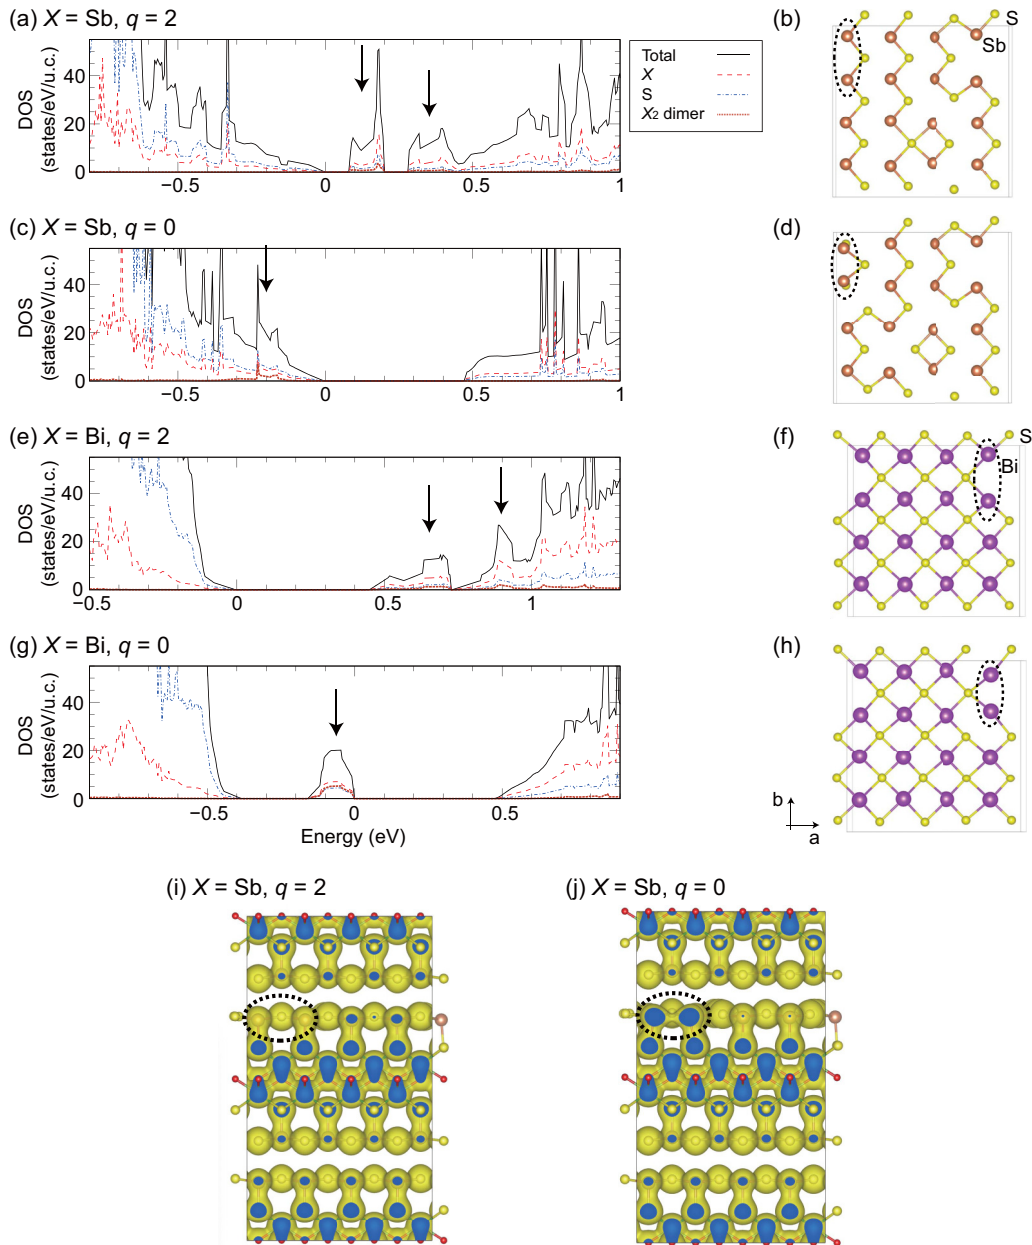 (a) X = Sb, q = 2
DOS
(states/eV/u.c.)
40
20
0
−0.5
0
0.5
1
Total
X
S
X2 dimer
(b)
S
Sb
(c) X = Sb, q = 0
DOS
(states/eV/u.c.)
40
20
0
−0.5
0
0.5
1
(d)
(e) X = Bi, q = 2
DOS
(states/eV/u.c.)
40
20
0
−0.5
0
0.5
1
(f)
S
Bi
(g) X = Bi, q = 0
DOS
(states/eV/u.c.)
40
20
0
−0.5
0
0.5
Energy (eV)
(h)
b
a
(i) X = Sb, q = 2
(j) X = Sb, q = 0